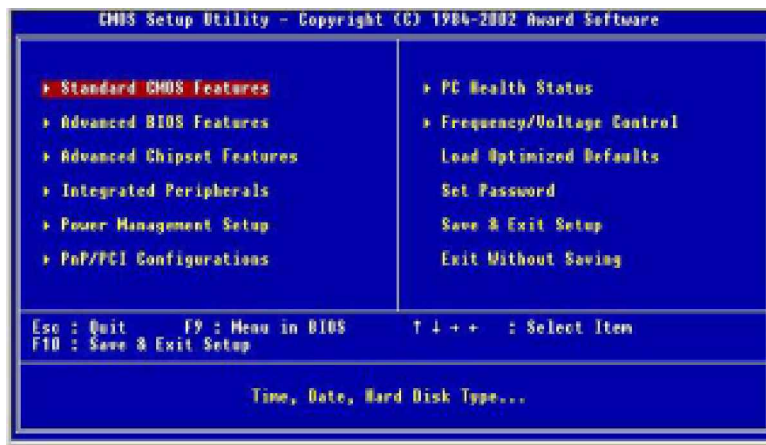 CMOS Setup Utility - Copyright (C) 1984-2002 Award Software
▸ Standard CMOS Features
▸ Advanced BIOS Features
▸ Advanced Chipset Features
▸ Integrated Peripherals
▸ Power Management Setup
▸ PnP/PCI Configurations
▸ PC Health Status
▸ Frequency/Voltage Control
Load Optimized Defaults
Set Password
Save & Exit Setup
Exit Without Saving
Esc : Quit F9 : Menu in BIOS ↑ ↓ → ← : Select Item
F10 : Save & Exit Setup
Time, Date, Hard Disk Type...